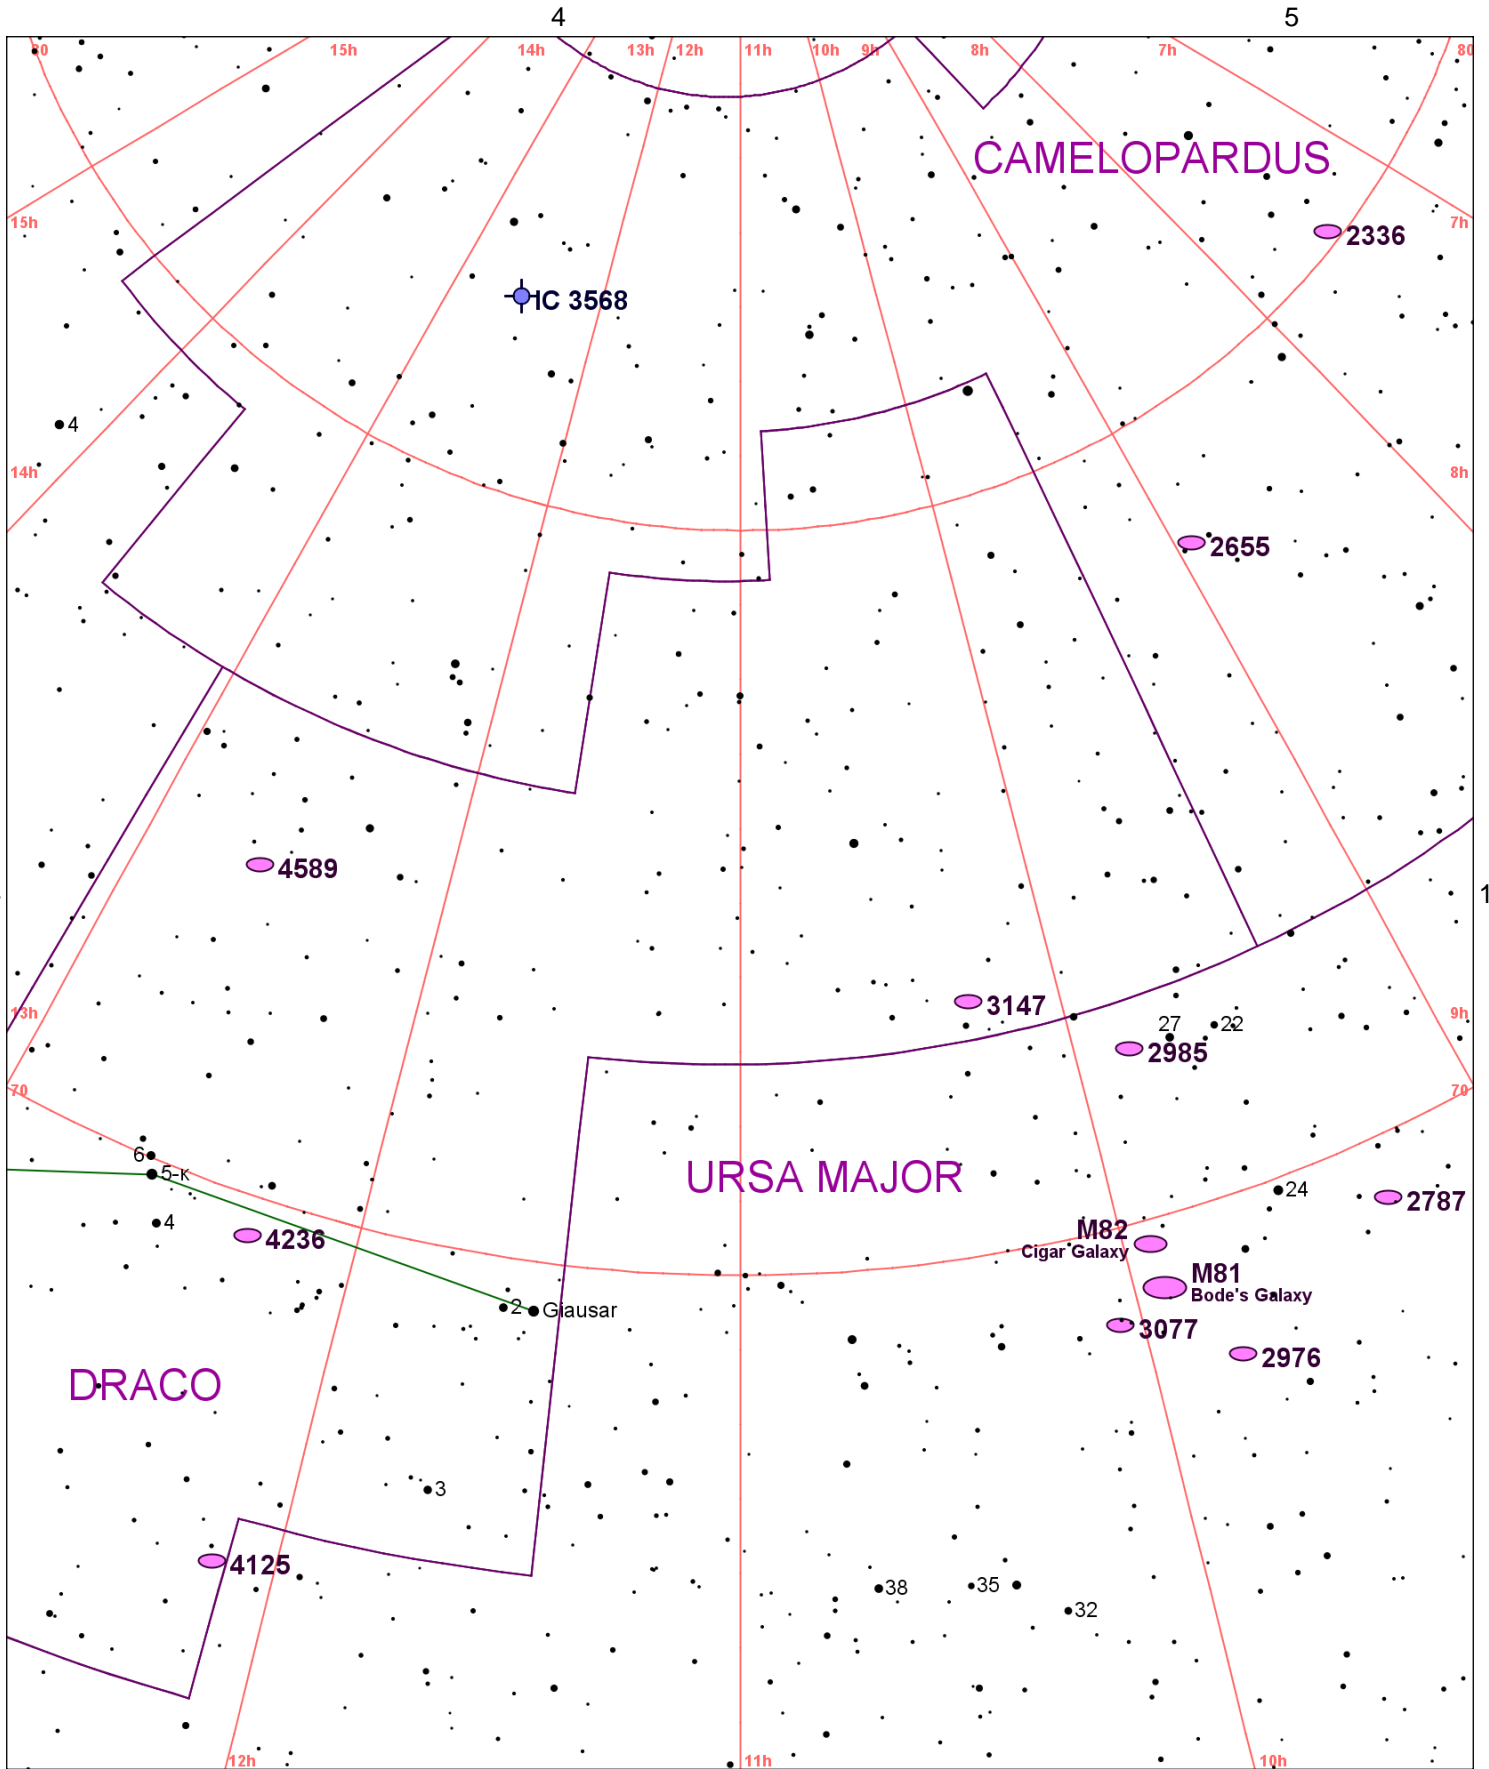 4 5
80 15h 14h 13h 12h 11h 10h 9h 8h 7h 80
CAMELOPARDUS
15h 7h
2336
IC 3568
4
14h 8h
2655
4589
1
3147
13h 9h
27 22
2985
70 70
6
5-κ
URSA MAJOR
24
2787
4
4236
M82
Cigar Galaxy
M81
Bode's Galaxy
2 Giausar
3077
2976
DRACO
3
4125
38 35
32
12h 11h 10h